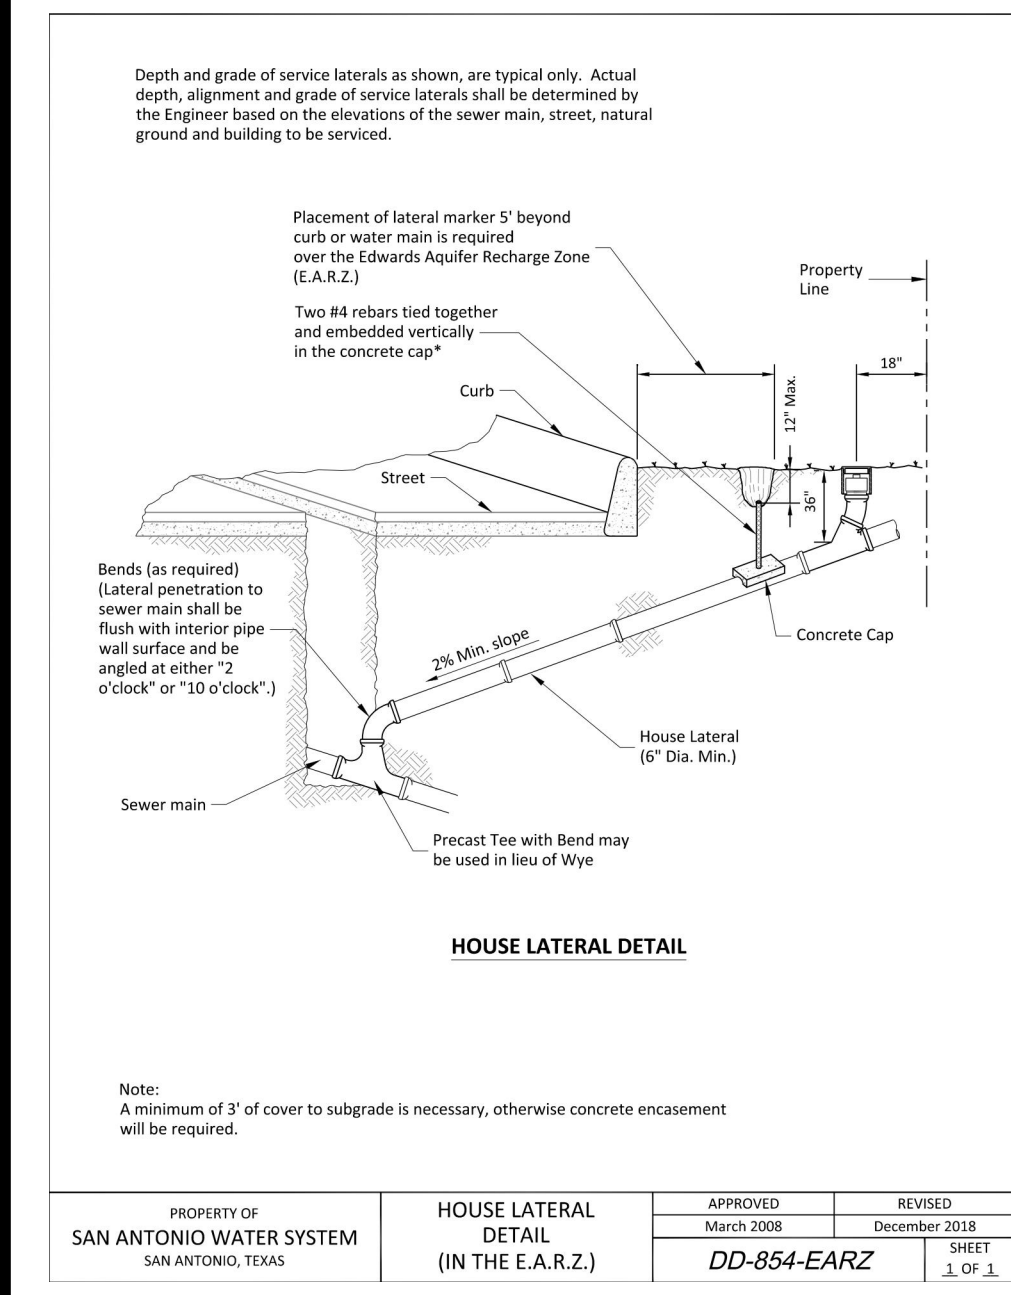 Depth and grade of service laterals as shown, are typical only. Actual
depth, alignment and grade of service laterals shall be determined by
the Engineer based on the elevations of the sewer main, street, natural
ground and building to be serviced.
Placement of lateral marker 5' beyond
curb or water main is required
over the Edwards Aquifer Recharge Zone
(E.A.R.Z.)
Property
Line
Two #4 rebars tied together
and embedded vertically
in the concrete cap*
18"
12" Max.
Curb
Street
36"
Bends (as required)
(Lateral penetration to
sewer main shall be
flush with interior pipe
wall surface and be
angled at either "2
o'clock" or "10 o'clock".)
2% Min. slope
Concrete Cap
House Lateral
(6" Dia. Min.)
Sewer main
Precast Tee with Bend may
be used in lieu of Wye
HOUSE LATERAL DETAIL
Note:
A minimum of 3' of cover to subgrade is necessary, otherwise concrete encasement
will be required.
PROPERTY OF
SAN ANTONIO WATER SYSTEM
SAN ANTONIO, TEXAS
HOUSE LATERAL
DETAIL
(IN THE E.A.R.Z.)
APPROVED
March 2008
REVISED
December 2018
DD-854-EARZ
SHEET
1 OF 1